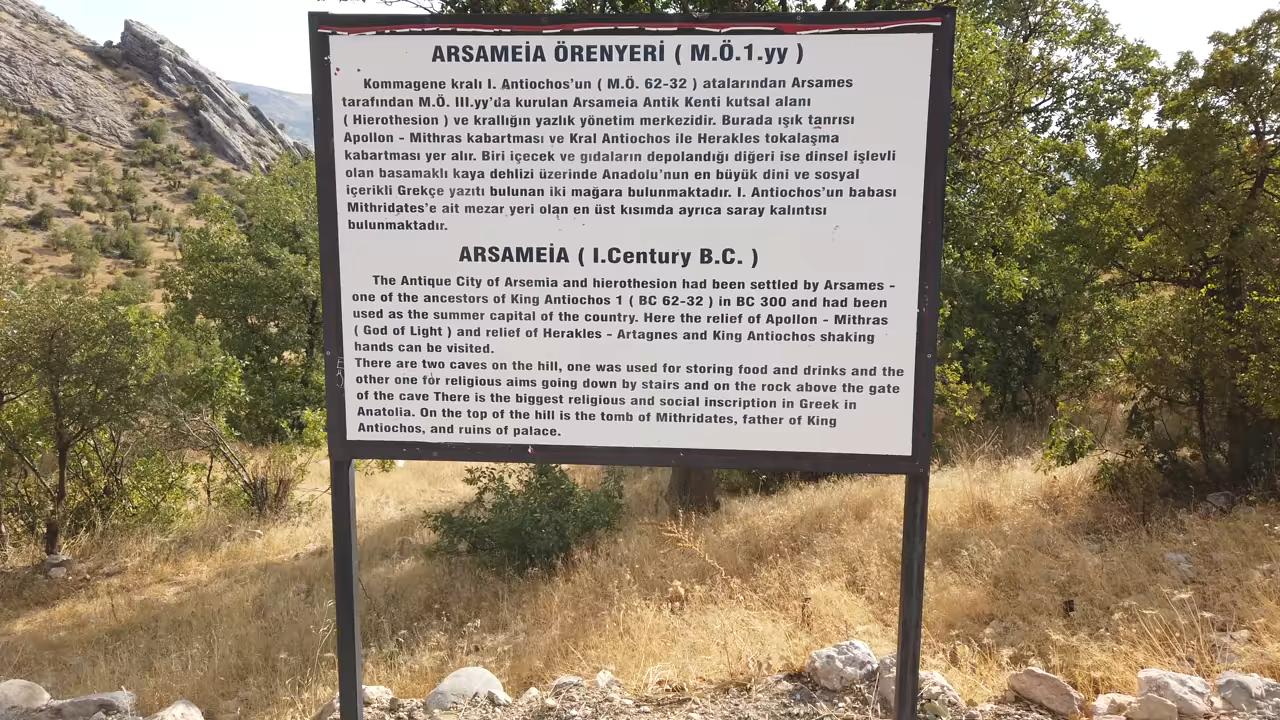 ARSAMEİA ÖRENYERİ ( M.Ö.1.yy )
Kommagene kralı I. Antiochos'un ( M.Ö. 62-32 ) atalarından Arsames
tarafından M.Ö. III.yy'da kurulan Arsameia Antik Kenti kutsal alanı
( Hierothesion ) ve krallığın yazlık yönetim merkezidir. Burada ışık tanrısı
Apollon - Mithras kabartması ve Kral Antiochos ile Herakles tokalaşma
kabartması yer alır. Biri içecek ve gıdaların depolandığı diğeri ise dinsel işlevli
olan basamaklı kaya dehlizi üzerinde Anadolu'nun en büyük dini ve sosyal
içerikli Grekçe yazıtı bulunan iki mağara bulunmaktadır. I. Antiochos'un babası
Mithridates'e ait mezar yeri olan en üst kısımda ayrıca saray kalıntısı
bulunmaktadır.
ARSAMEİA ( I.Century B.C. )
The Antique City of Arsemia and hierothesion had been settled by Arsames -
one of the ancestors of King Antiochos 1 ( BC 62-32 ) in BC 300 and had been
used as the summer capital of the country. Here the relief of Apollon - Mithras
( God of Light ) and relief of Herakles - Artagnes and King Antiochos shaking
hands can be visited.
There are two caves on the hill, one was used for storing food and drinks and the
other one for religious aims going down by stairs and on the rock above the gate
of the cave There is the biggest religious and social inscription in Greek in
Anatolia. On the top of the hill is the tomb of Mithridates, father of King
Antiochos, and ruins of palace.